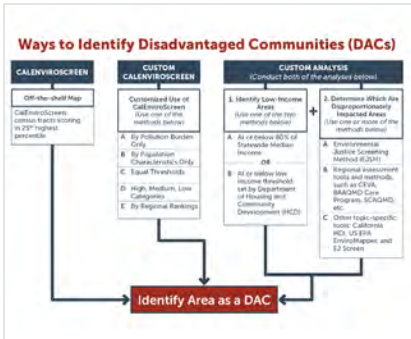 Ways to Identify Disadvantaged Communities (DACs)
CALENVIROSCREEN
Off-the-shelf Map
CalEnviroScreen
census tracts scoring
in 25th highest
percentile
CUSTOM
CALENVIROSCREEN
Customized Use of
CalEnviroScreen
(Use one of the
methods below)
A By Pollution Burden
Only
B By Population
Characteristics Only
C Equal Thresholds
D High, Medium, Low
Categories
E By Regional Rankings
CUSTOM ANALYSIS
(Conduct both of the analyses below)
1. Identify Low-Income
Areas
(Use one of the two
methods below)
A At or below 80% of
Statewide Median
Income
OR
B At or below low
income threshold
set by Department
of Housing and
Community
Development (HCD)
+
2. Determine Which are
Disproportionately
Impacted Areas
(Use one or more of the
methods below)
A Environmental
Justice Screening
Method (EJSM)
B Regional assessment
tools and methods,
such as CEVA,
BAAQMD Care
Program, SCAQMD,
etc.
C Other topic-specific
tools: California
HDI, US EPA
EnviroMapper, and
EJ Screen
Identify Area as a DAC